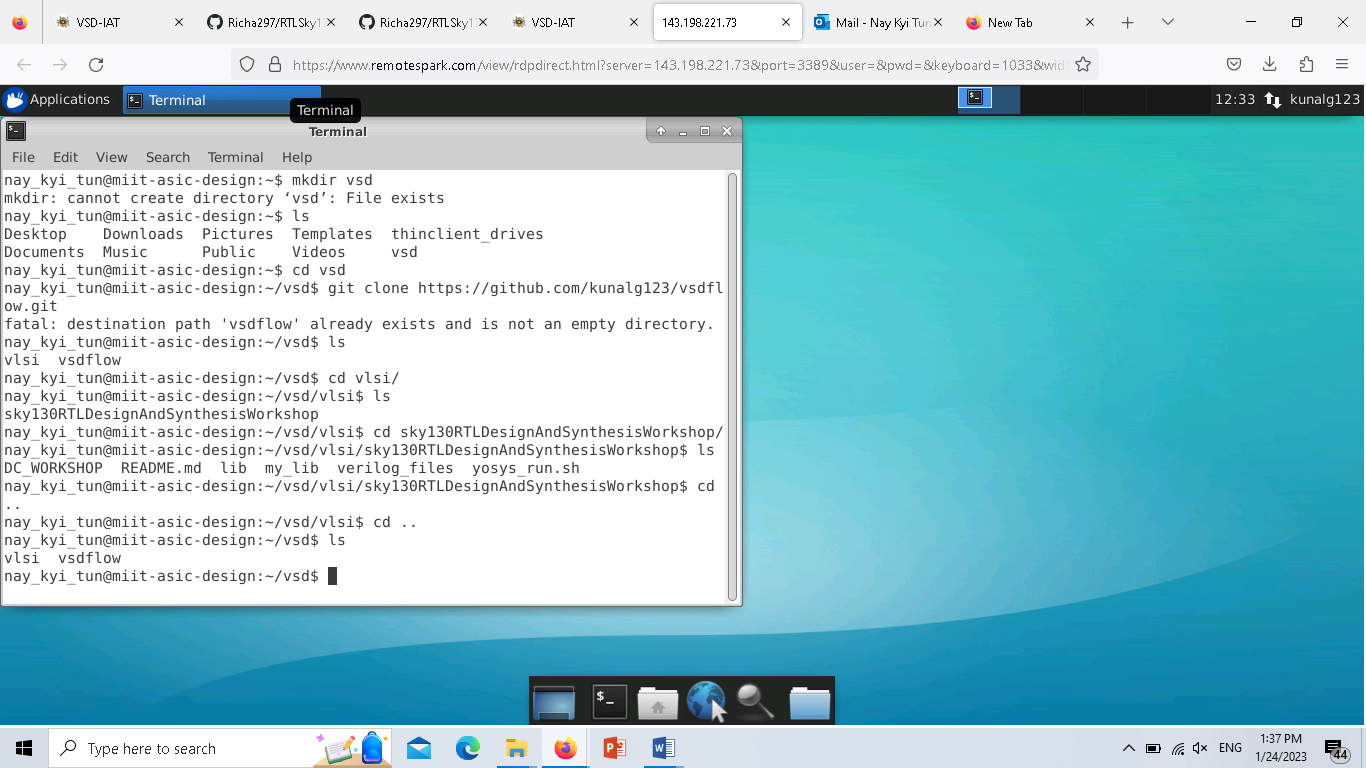 VSD-IAT
Richa297/RTLSky1
Richa297/RTLSky1
VSD-IAT
143.198.221.73
Mail - Nay Kyi Tun
New Tab
https://www.remotespark.com/view/rdpdirect.html?server=143.198.221.73&port=3389&user=&pwd=&keyboard=1033&wid
Applications
Terminal
12:33
kunalg123
Terminal
Terminal
File Edit View Search Terminal Help
nay_kyi_tun@miit-asic-design:~$ mkdir vsd
mkdir: cannot create directory ‘vsd’: File exists
nay_kyi_tun@miit-asic-design:~$ ls
Desktop    Downloads  Pictures  Templates  thinclient_drives
Documents  Music      Public    Videos     vsd
nay_kyi_tun@miit-asic-design:~$ cd vsd
nay_kyi_tun@miit-asic-design:~/vsd$ git clone https://github.com/kunalg123/vsdfl
ow.git
fatal: destination path 'vsdflow' already exists and is not an empty directory.
nay_kyi_tun@miit-asic-design:~/vsd$ ls
vlsi  vsdflow
nay_kyi_tun@miit-asic-design:~/vsd$ cd vlsi/
nay_kyi_tun@miit-asic-design:~/vsd/vlsi$ ls
sky130RTLDesignAndSynthesisWorkshop
nay_kyi_tun@miit-asic-design:~/vsd/vlsi$ cd sky130RTLDesignAndSynthesisWorkshop/
nay_kyi_tun@miit-asic-design:~/vsd/vlsi/sky130RTLDesignAndSynthesisWorkshop$ ls
DC_WORKSHOP  README.md  lib  my_lib  verilog_files  yosys_run.sh
nay_kyi_tun@miit-asic-design:~/vsd/vlsi/sky130RTLDesignAndSynthesisWorkshop$ cd
..
nay_kyi_tun@miit-asic-design:~/vsd/vlsi$ cd ..
nay_kyi_tun@miit-asic-design:~/vsd$ ls
vlsi  vsdflow
nay_kyi_tun@miit-asic-design:~/vsd$
Type here to search
ENG
1:37 PM
1/24/2023
44